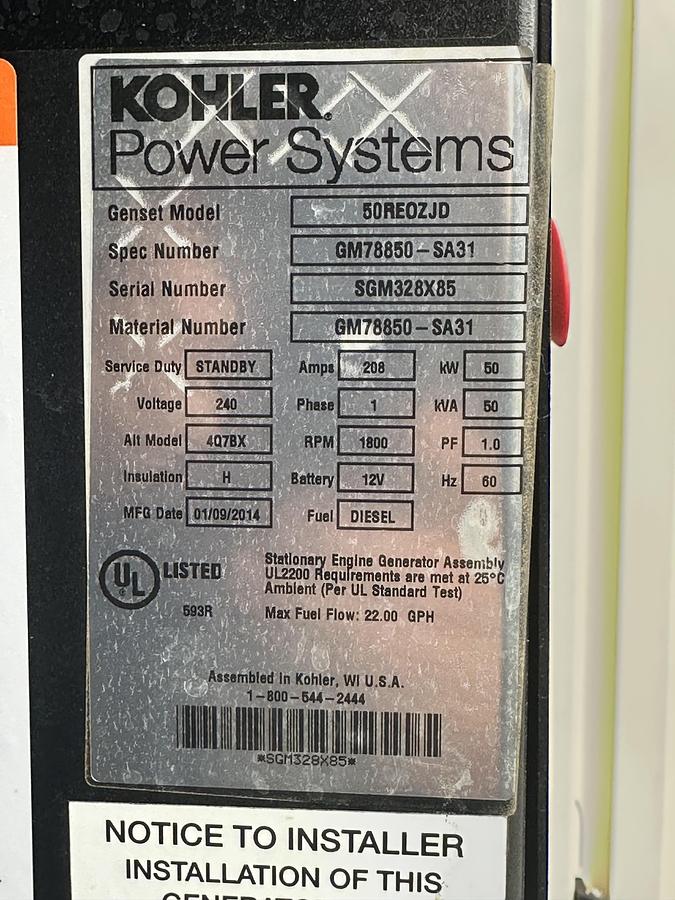 KOHLER®
Power Systems
Genset Model 50REOZJD
Spec Number GM78850-SA31
Serial Number SGM328X85
Material Number GM78850-SA31
Service Duty STANDBY Amps 208 kW 50
Voltage 240 Phase 1 kVA 50
Alt Model 4Q7BX RPM 1800 PF 1.0
Insulation H Battery 12V Hz 60
MFG Date 01/09/2014 Fuel DIESEL
UL LISTED
593R
Stationary Engine Generator Assembly
UL2200 Requirements are met at 25°C
Ambient (Per UL Standard Test)
Max Fuel Flow: 22.00 GPH
Assembled in Kohler, WI U.S.A.
1-800-544-2444
*SGM328X85*
NOTICE TO INSTALLER
INSTALLATION OF THIS